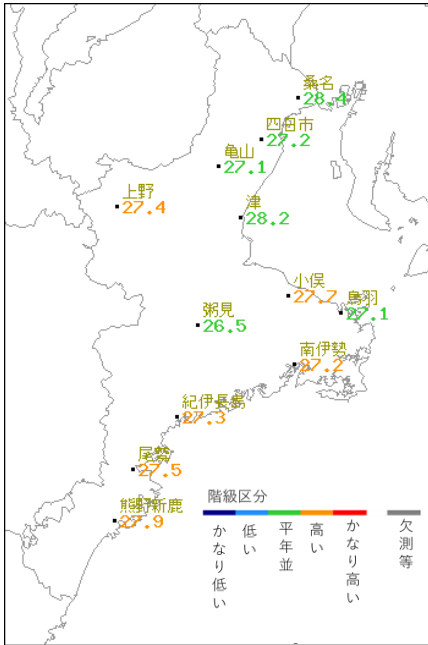 桑名
28.4
四日市
27.2
亀山
27.1
上野
27.4
津
28.2
小俣
27.7
鳥羽
27.1
粥見
26.5
南伊勢
27.2
紀伊長島
27.3
尾鷲
27.5
熊野新鹿
27.9
階級区分
かなり低い
低い
平年並
高い
かなり高い
欠測等